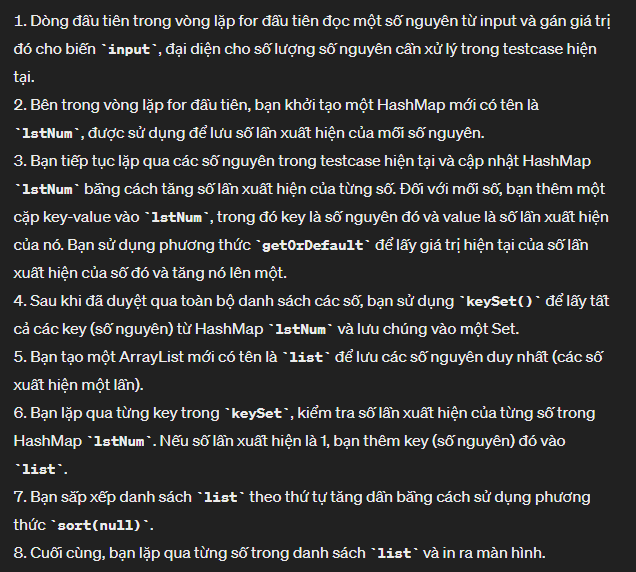 1. Dòng đầu tiên trong vòng lặp for đầu tiên đọc một số nguyên từ input và gán giá trị
đó cho biến `input`, đại diện cho số lượng số nguyên cần xử lý trong testcase hiện
tại.
2. Bên trong vòng lặp for đầu tiên, bạn khởi tạo một HashMap mới có tên là
`lstNum`, được sử dụng để lưu số lần xuất hiện của mỗi số nguyên.
3. Bạn tiếp tục lặp qua các số nguyên trong testcase hiện tại và cập nhật HashMap
`lstNum` bằng cách tăng số lần xuất hiện của từng số. Đối với mỗi số, bạn thêm một
cặp key-value vào `lstNum`, trong đó key là số nguyên đó và value là số lần xuất hiện
của nó. Bạn sử dụng phương thức `getOrDefault` để lấy giá trị hiện tại của số lần
xuất hiện của số đó và tăng nó lên một.
4. Sau khi đã duyệt qua toàn bộ danh sách các số, bạn sử dụng `keySet()` để lấy tất
cả các key (số nguyên) từ HashMap `lstNum` và lưu chúng vào một Set.
5. Bạn tạo một ArrayList mới có tên là `list` để lưu các số nguyên duy nhất (các số
xuất hiện một lần).
6. Bạn lặp qua từng key trong `keySet`, kiểm tra số lần xuất hiện của từng số trong
HashMap `lstNum`. Nếu số lần xuất hiện là 1, bạn thêm key (số nguyên) đó vào
`list`.
7. Bạn sắp xếp danh sách `list` theo thứ tự tăng dần bằng cách sử dụng phương
thức `sort(null)`.
8. Cuối cùng, bạn lặp qua từng số trong danh sách `list` và in ra màn hình.